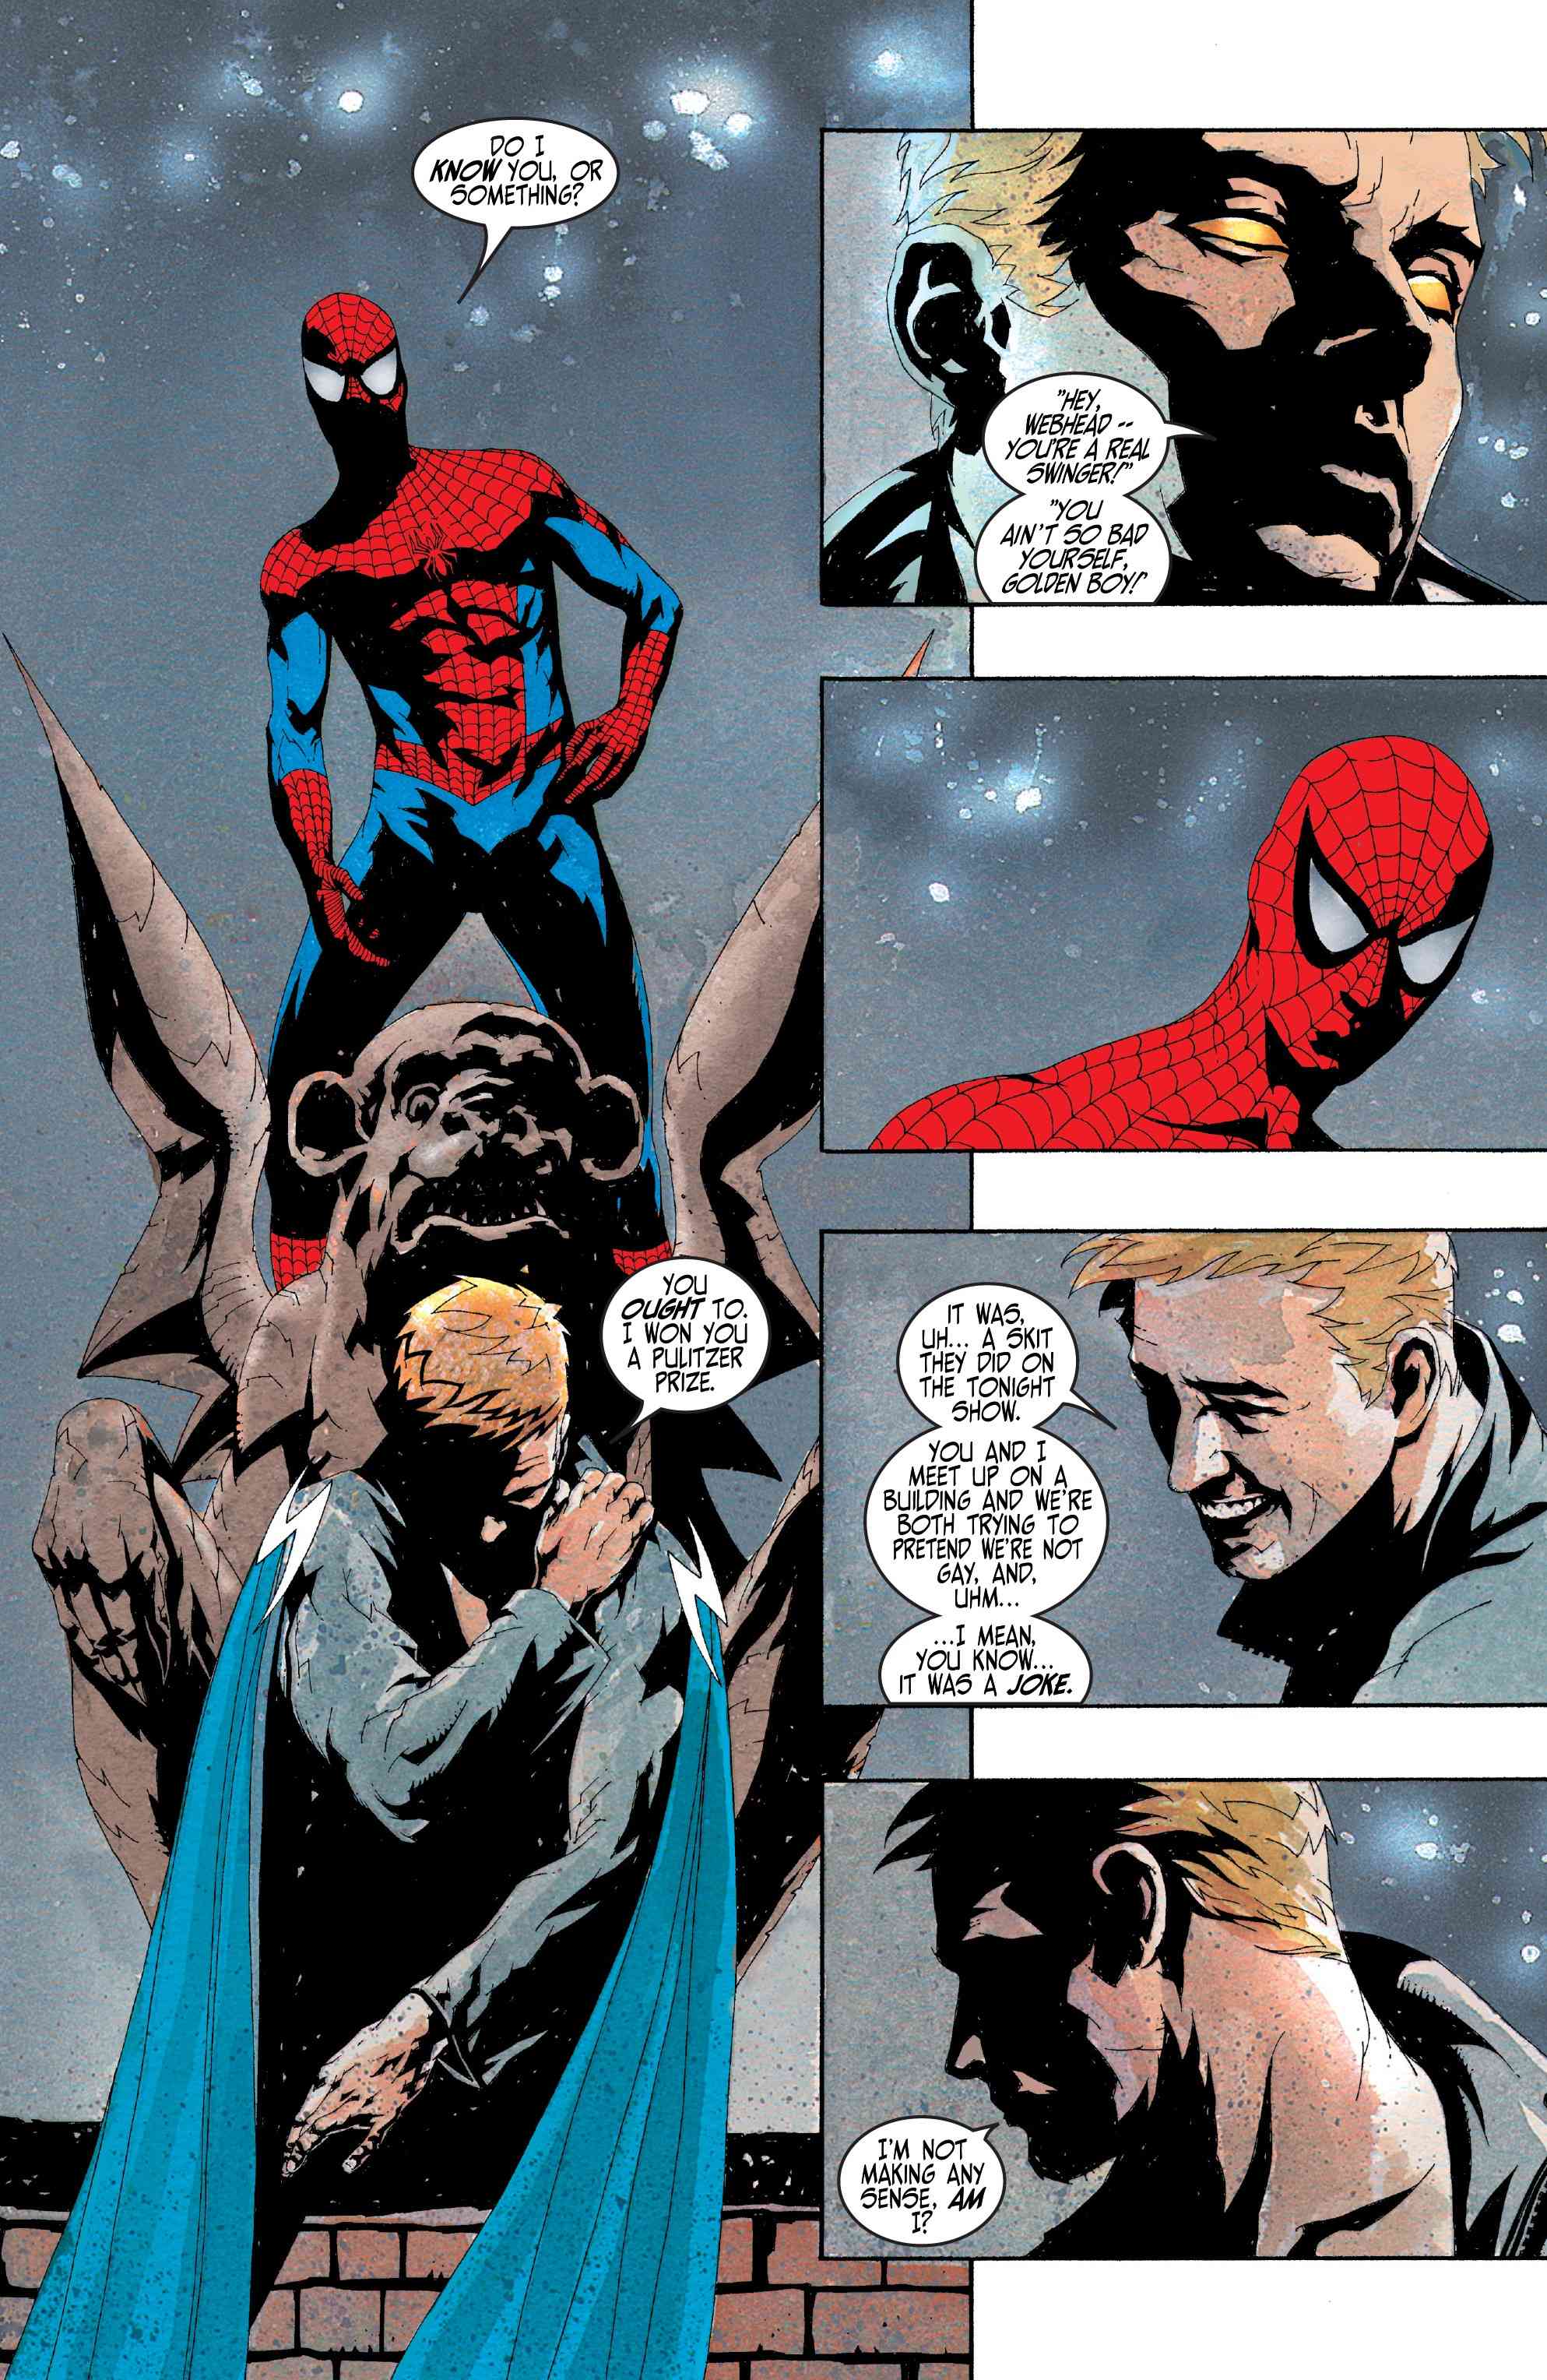 DO I
KNOW YOU, OR
SOMETHING?
YOU
OUGHT TO.
I WON YOU
A PULITZER
PRIZE.
"HEY,
WEBHEAD --
YOU'RE A REAL
SWINGER!"
"YOU
AIN'T SO BAD
YOURSELF,
GOLDEN BOY!"
IT WAS,
UH... A SKIT
THEY DID ON
THE TONIGHT
SHOW.
YOU AND I
MEET UP ON A
BUILDING AND WE'RE
BOTH TRYING TO
PRETEND WE'RE NOT
GAY, AND,
UHM...
...I MEAN,
YOU KNOW...
IT WAS A JOKE.
I'M NOT
MAKING ANY
SENSE, AM
I?